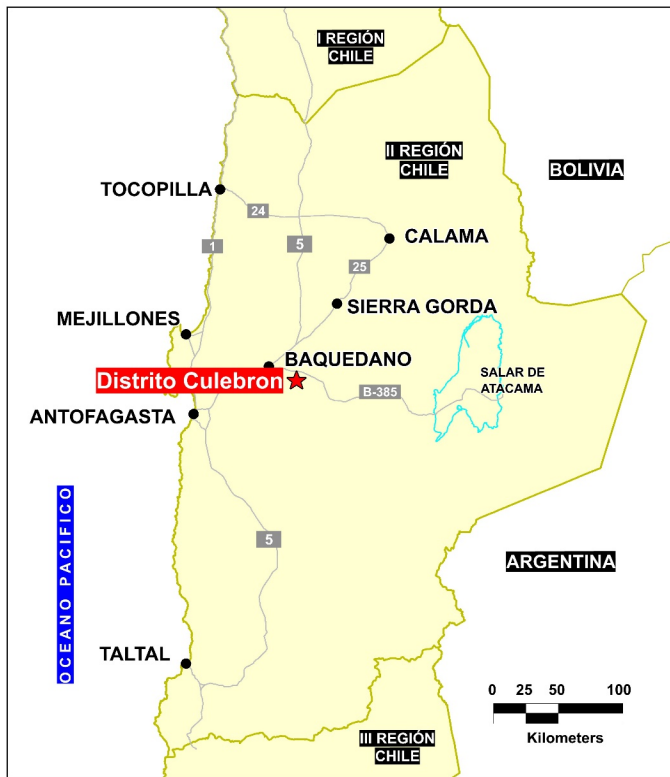 I REGIÓN
CHILE
II REGIÓN
CHILE
BOLIVIA
TOCOPILLA
24
1
5
CALAMA
25
SIERRA GORDA
MEJILLONES
BAQUEDANO
SALAR DE
ATACAMA
Distrito Culebron
B-385
ANTOFAGASTA
OCEANO PACIFICO
5
ARGENTINA
TALTAL
0 25 50 100
Kilometers
III REGIÓN
CHILE